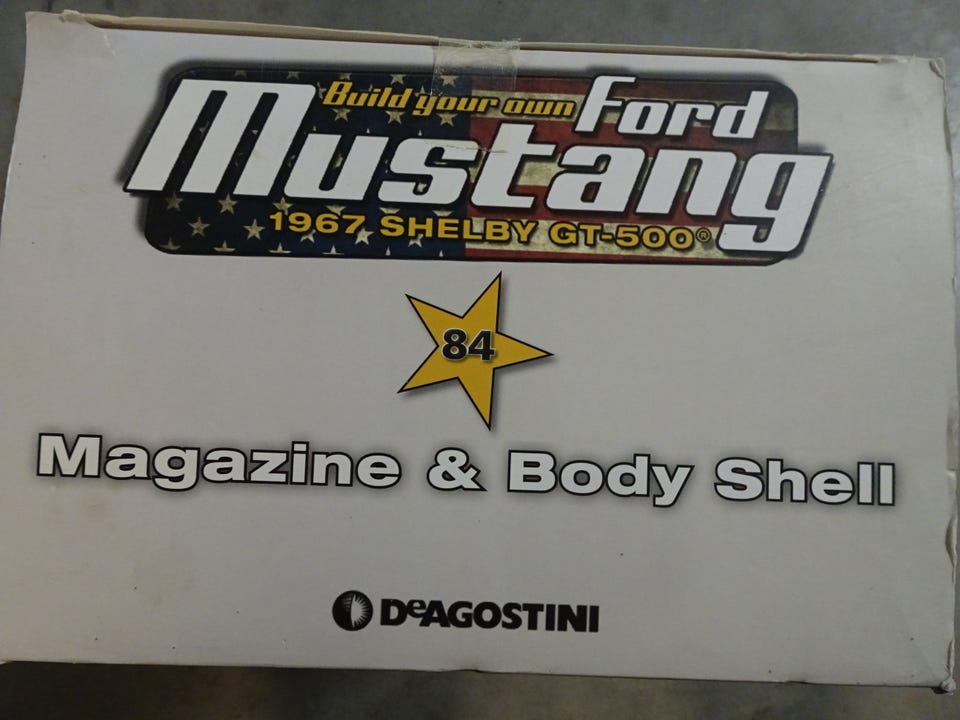 Build your own Ford
Mustang
1967 SHELBY GT-500®
84
Magazine & Body Shell
DeAGOSTINI